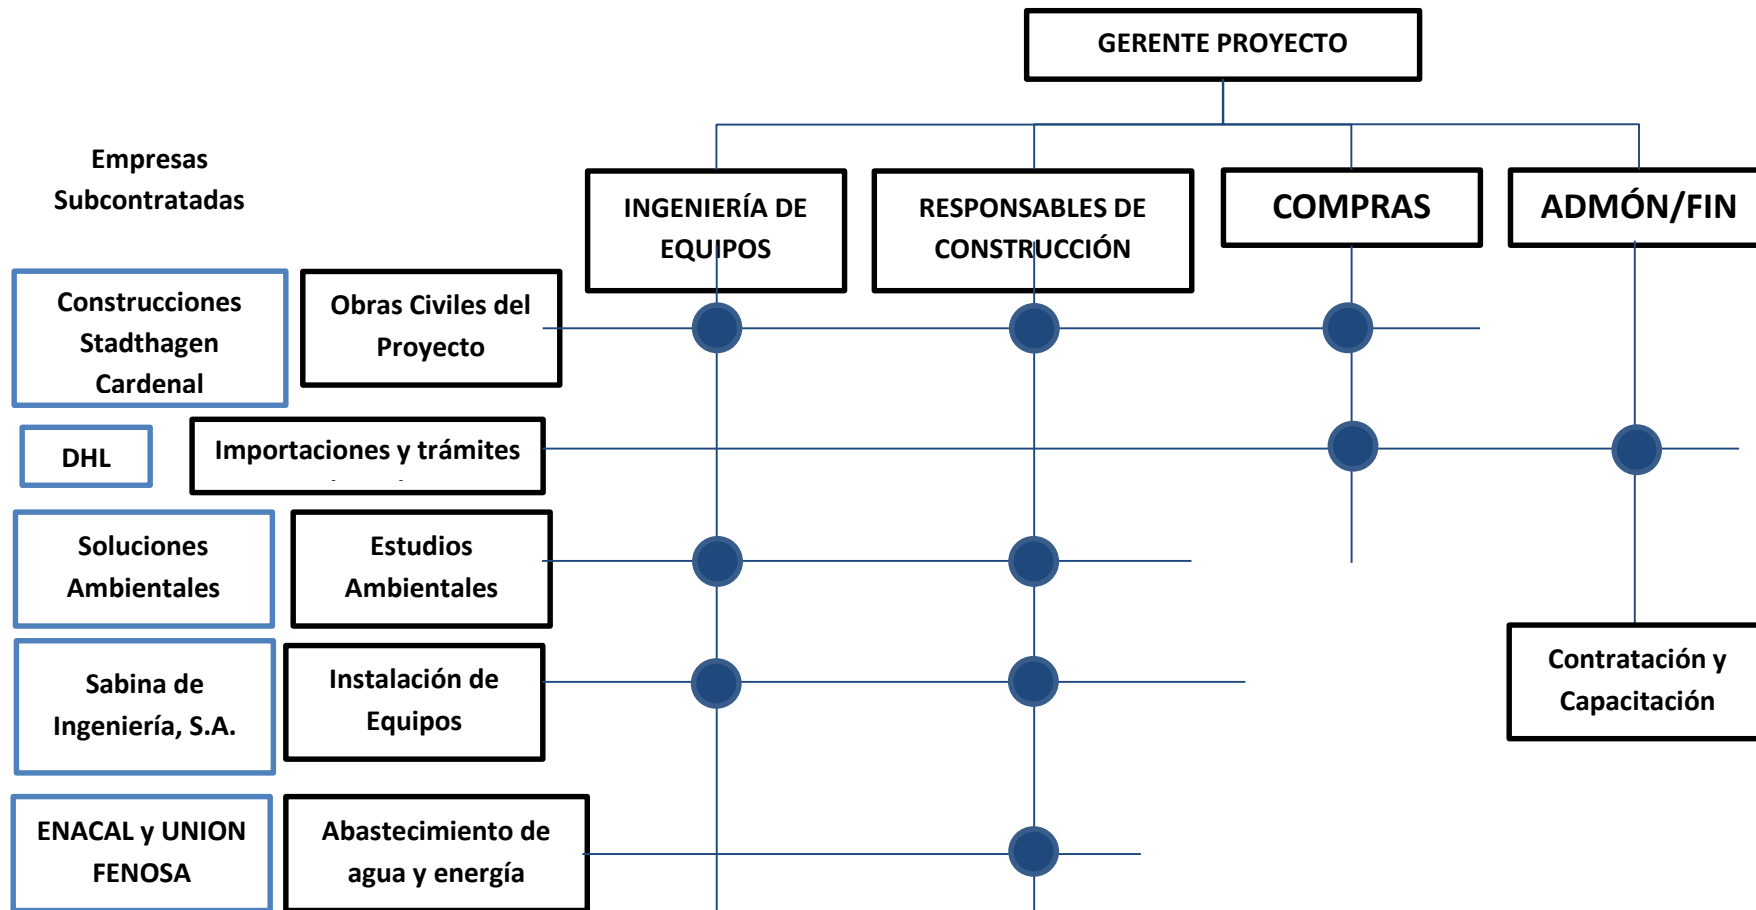 GERENTE PROYECTO
Empresas
Subcontratadas
INGENIERÍA DE
EQUIPOS
RESPONSABLES DE
CONSTRUCCIÓN
COMPRAS
ADMÓN/FIN
Construcciones
Stadthagen
Cardenal
Obras Civiles del
Proyecto
DHL
Importaciones y trámites
Soluciones
Ambientales
Estudios
Ambientales
Sabina de
Ingeniería, S.A.
Instalación de
Equipos
Contratación y
Capacitación
ENACAL y UNION
FENOSA
Abastecimiento de
agua y energía